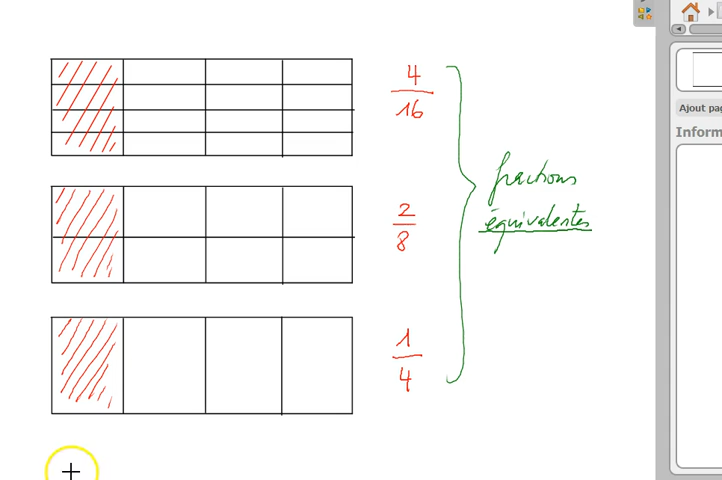 4
16
2
8
1
4
fractions
équivalentes
Ajout pag
Inform